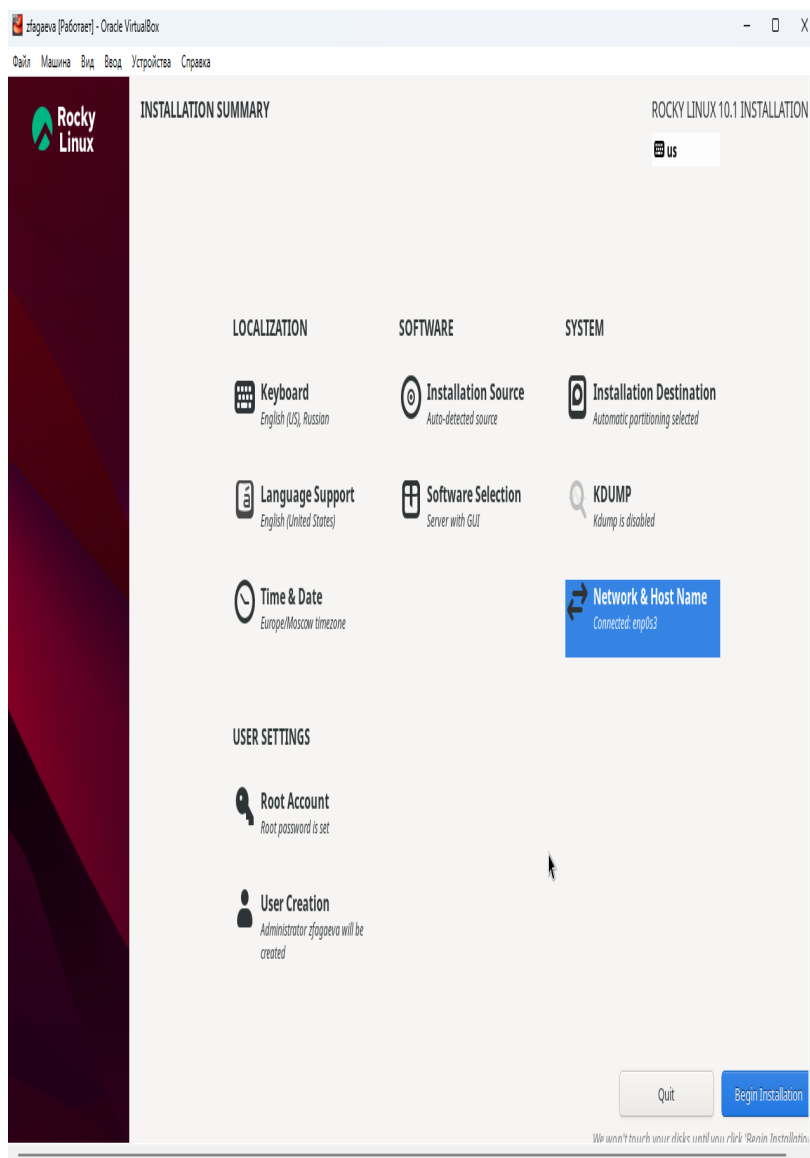 zfagaeva [Работает] - Oracle VirtualBox
Файл Машина Вид Ввод Устройства Справка
Rocky
Linux
INSTALLATION SUMMARY
ROCKY LINUX 10.1 INSTALLATION
us
LOCALIZATION
Keyboard
English (US), Russian
Language Support
English (United States)
Time & Date
Europe/Moscow timezone
SOFTWARE
Installation Source
Auto-detected source
Software Selection
Server with GUI
SYSTEM
Installation Destination
Automatic partitioning selected
KDUMP
Kdump is disabled
Network & Host Name
Connected: enp0s3
USER SETTINGS
Root Account
Root password is set
User Creation
Administrator zfagaeva will be
created
Quit
Begin Installation
We won't touch your disks until you click 'Begin Installatio